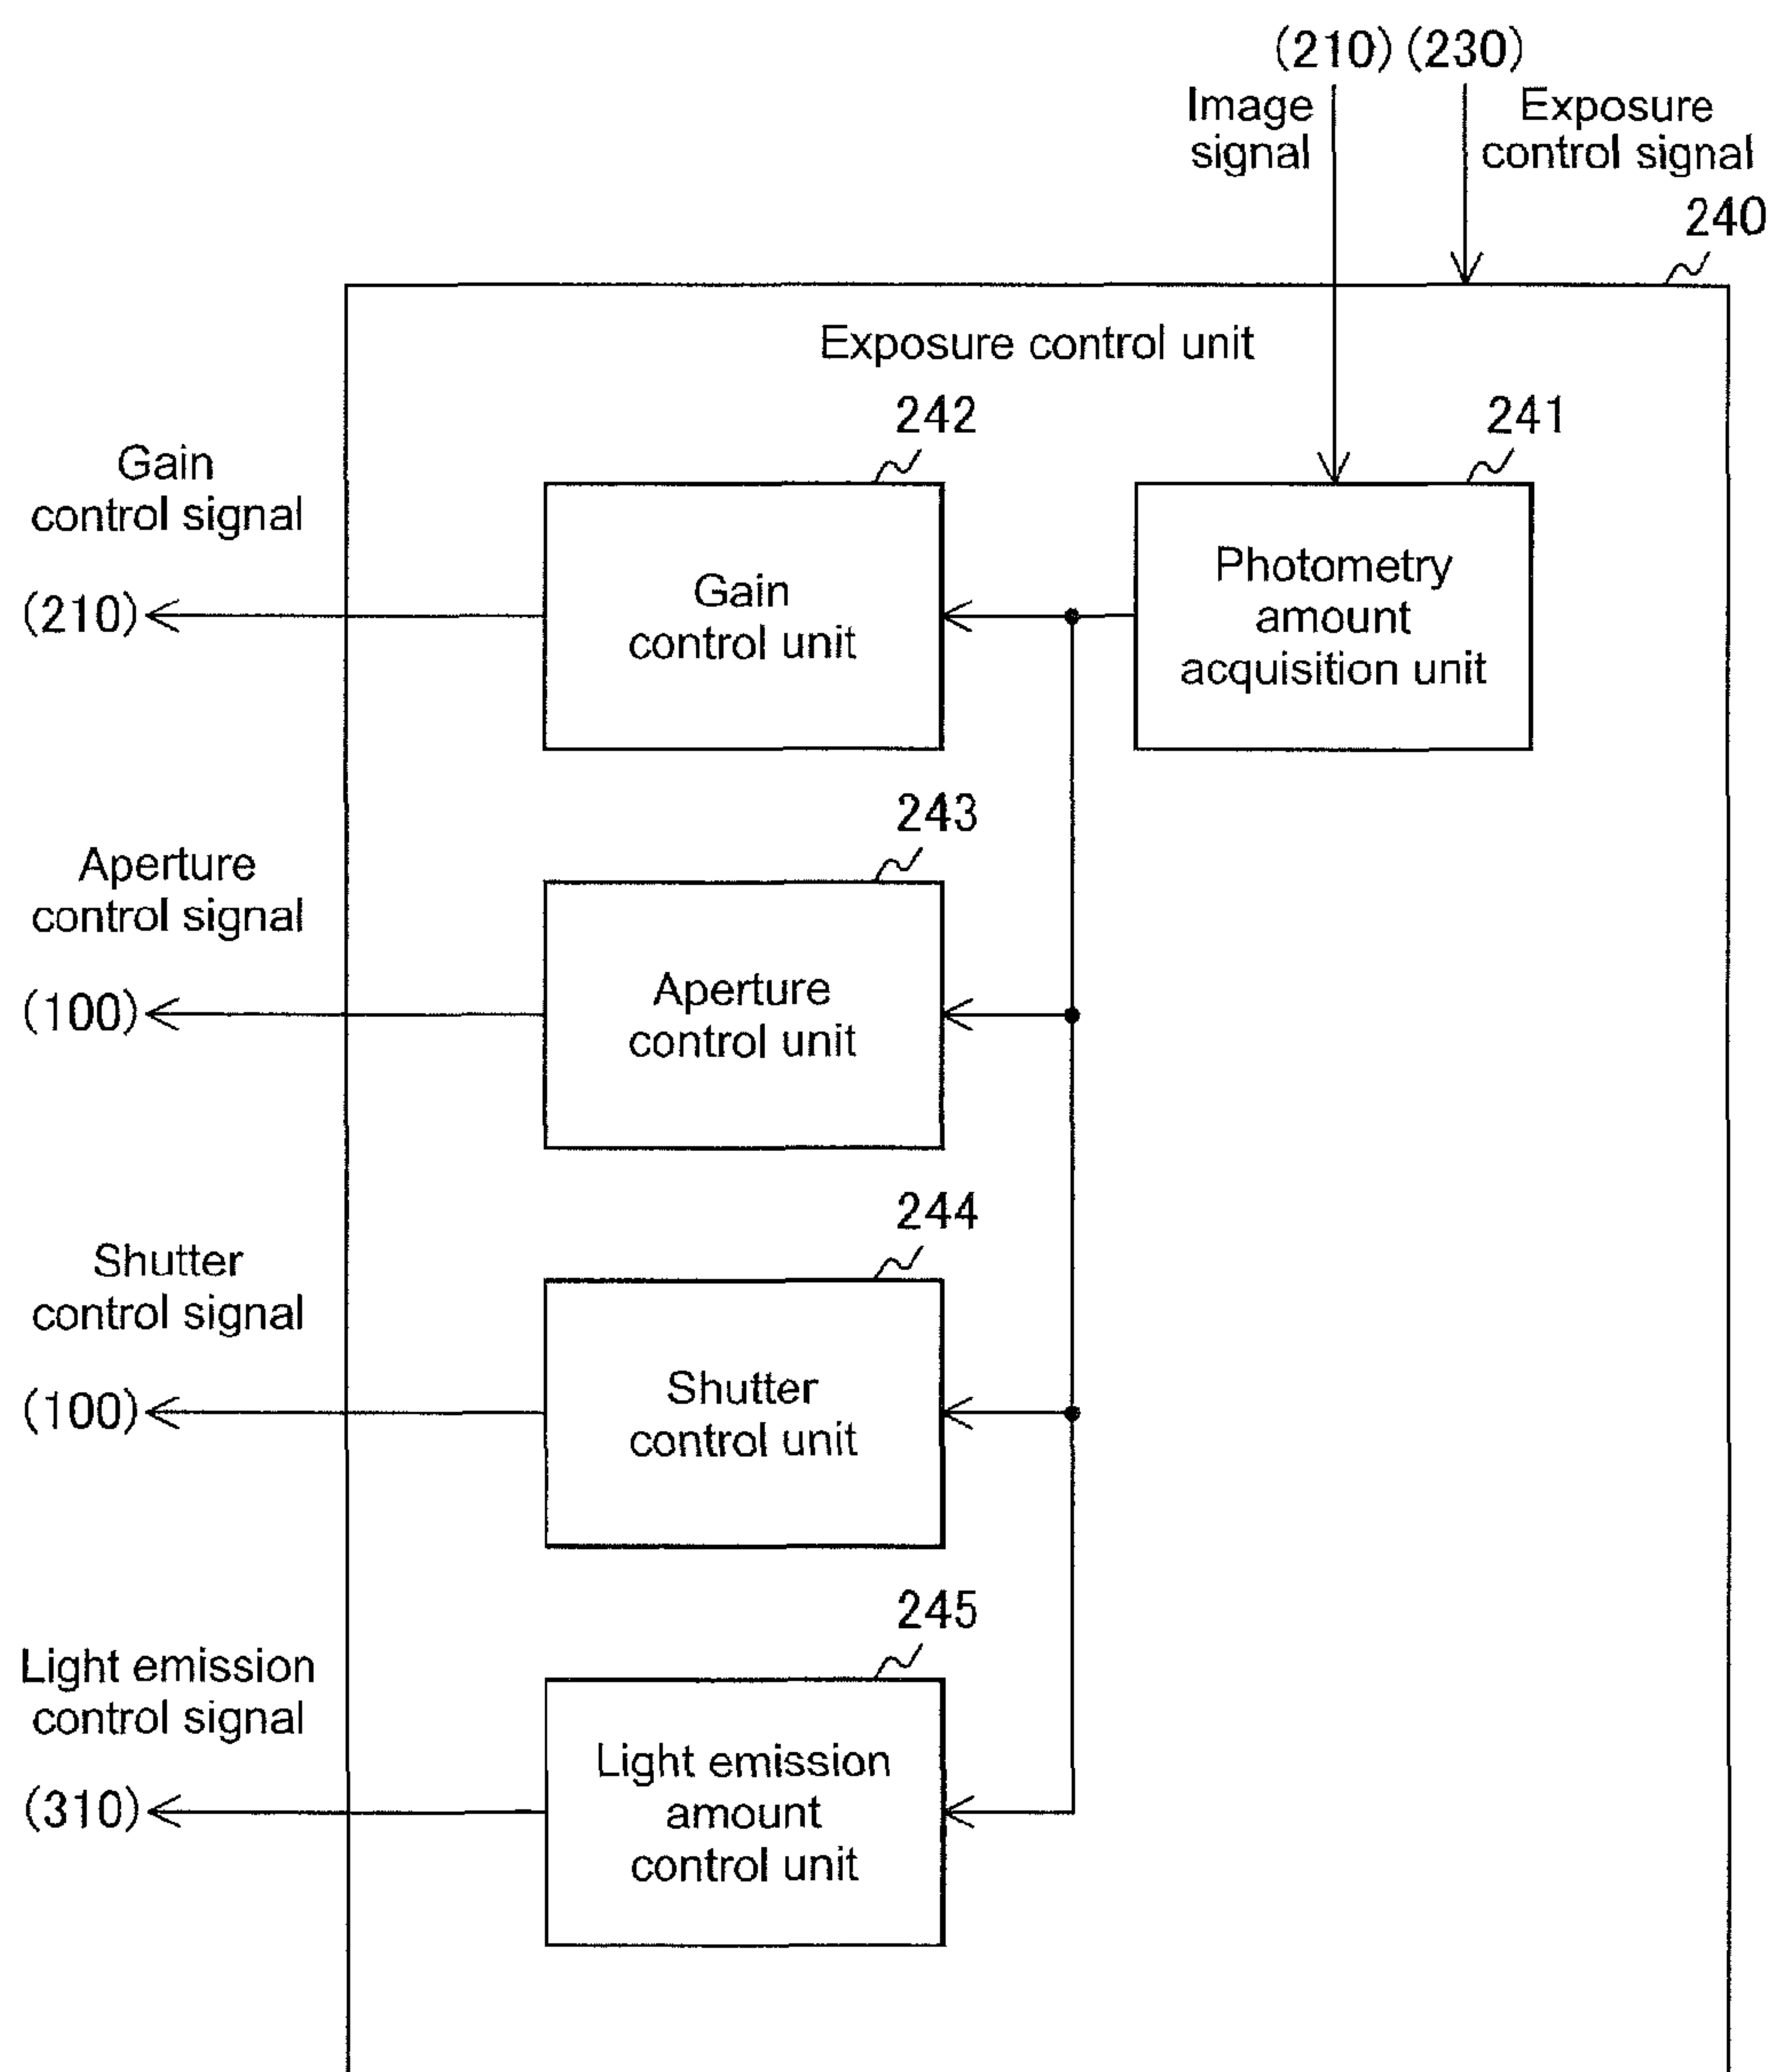 (210) (230)
Image
signal
Exposure
control signal
240
Exposure control unit
242
241
Gain
control signal
(210)
Gain
control unit
Photometry
amount
acquisition unit
243
Aperture
control signal
(100)
Aperture
control unit
244
Shutter
control signal
(100)
Shutter
control unit
245
Light emission
control signal
(310)
Light emission
amount
control unit